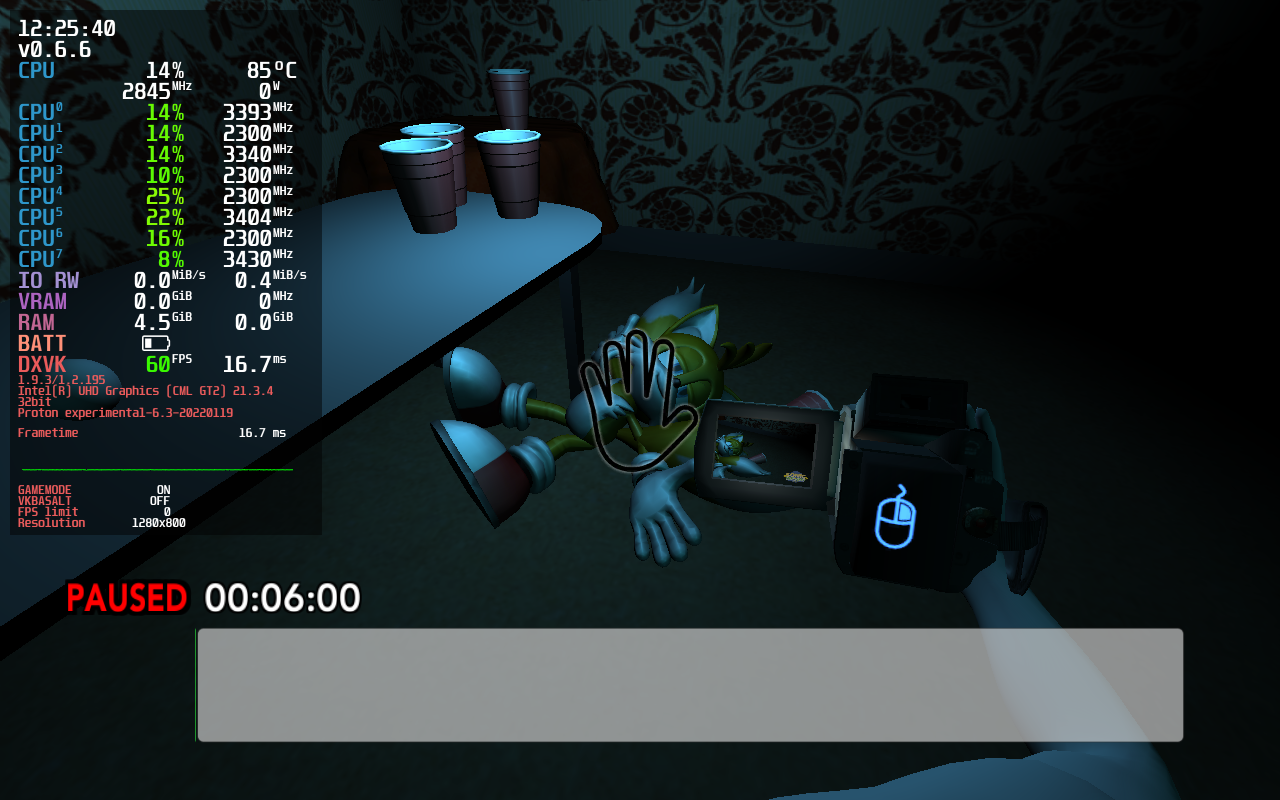 12:25:40
v0.6.6
CPU 14% 85°C
2845MHz 0W
CPU0 14% 3393MHz
CPU1 14% 2300MHz
CPU2 14% 3340MHz
CPU3 10% 2300MHz
CPU4 25% 2300MHz
CPU5 22% 3404MHz
CPU6 16% 2300MHz
CPU7 8% 3430MHz
IO RW 0.0MiB/s 0.4MiB/s
VRAM 0.0GiB 0MHz
RAM 4.5GiB 0.0GiB
BATT
DXVK 60FPS 16.7ms
1.9.3/1.2.195
Intel(R) UHD Graphics (CML GT2) 21.3.4
32bit
Proton experimental-6.3-20220119
Frametime 16.7 ms
GAMEMODE ON
VKBASALT OFF
FPS limit 0
Resolution 1280x800
PAUSED 00:06:00